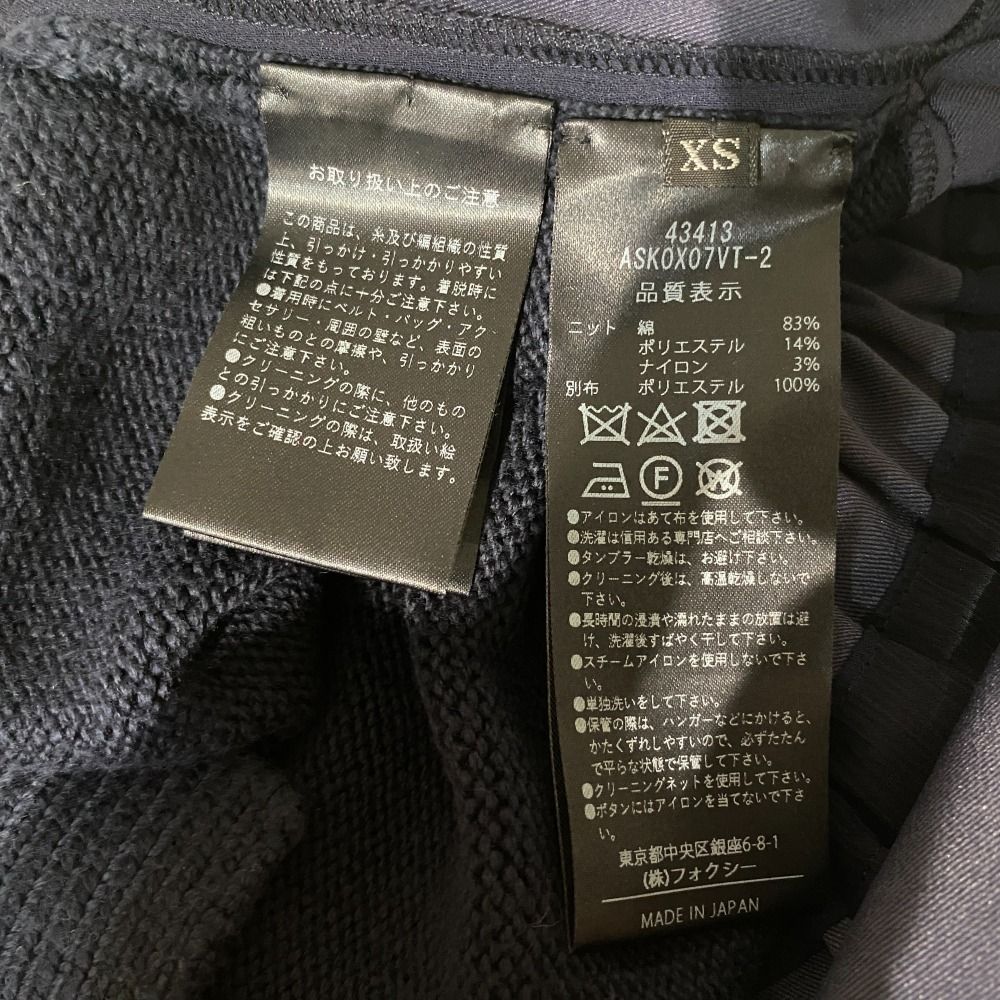 お取り扱い上のご注意
この商品は、糸及び編組織の性質
上、引っかけ・引っかかりやすい
性質をもっております。着脱時に
は下記の点に十分ご注意下さい。
●着用時にベルト・バッグ・アク
セサリー・周囲の壁など、表面の
粗いものとの摩擦や、引っかかり
にご注意下さい。
●クリーニングの際に、他のもの
との引っかかりにご注意下さい。
●クリーニングの際は、取扱い絵
表示をご確認の上お願い致します。
XS
43413
ASK0X07VT-2
品質表示
ニット 綿 83%
ポリエステル 14%
ナイロン 3%
別布 ポリエステル 100%
F
W
●アイロンはあて布を使用して下さい。
●洗濯は信用ある専門店へご相談下さい。
●タンブラー乾燥は、お避け下さい。
●クリーニング後は、高温乾燥しないで
下さい。
●長時間の浸漬や濡れたままの放置は避
け、洗濯後すばやく干して下さい。
●スチームアイロンを使用しないで下さ
い。
●単独洗いをして下さい。
●保管の際は、ハンガーなどにかけると、
かたくずれしやすいので、必ずたたん
で平らな状態で保管して下さい。
●クリーニングネットを使用して下さい。
●ボタンにはアイロンを当てないで下さ
い。
東京都中央区銀座6-8-1
(株)フォクシー
MADE IN JAPAN